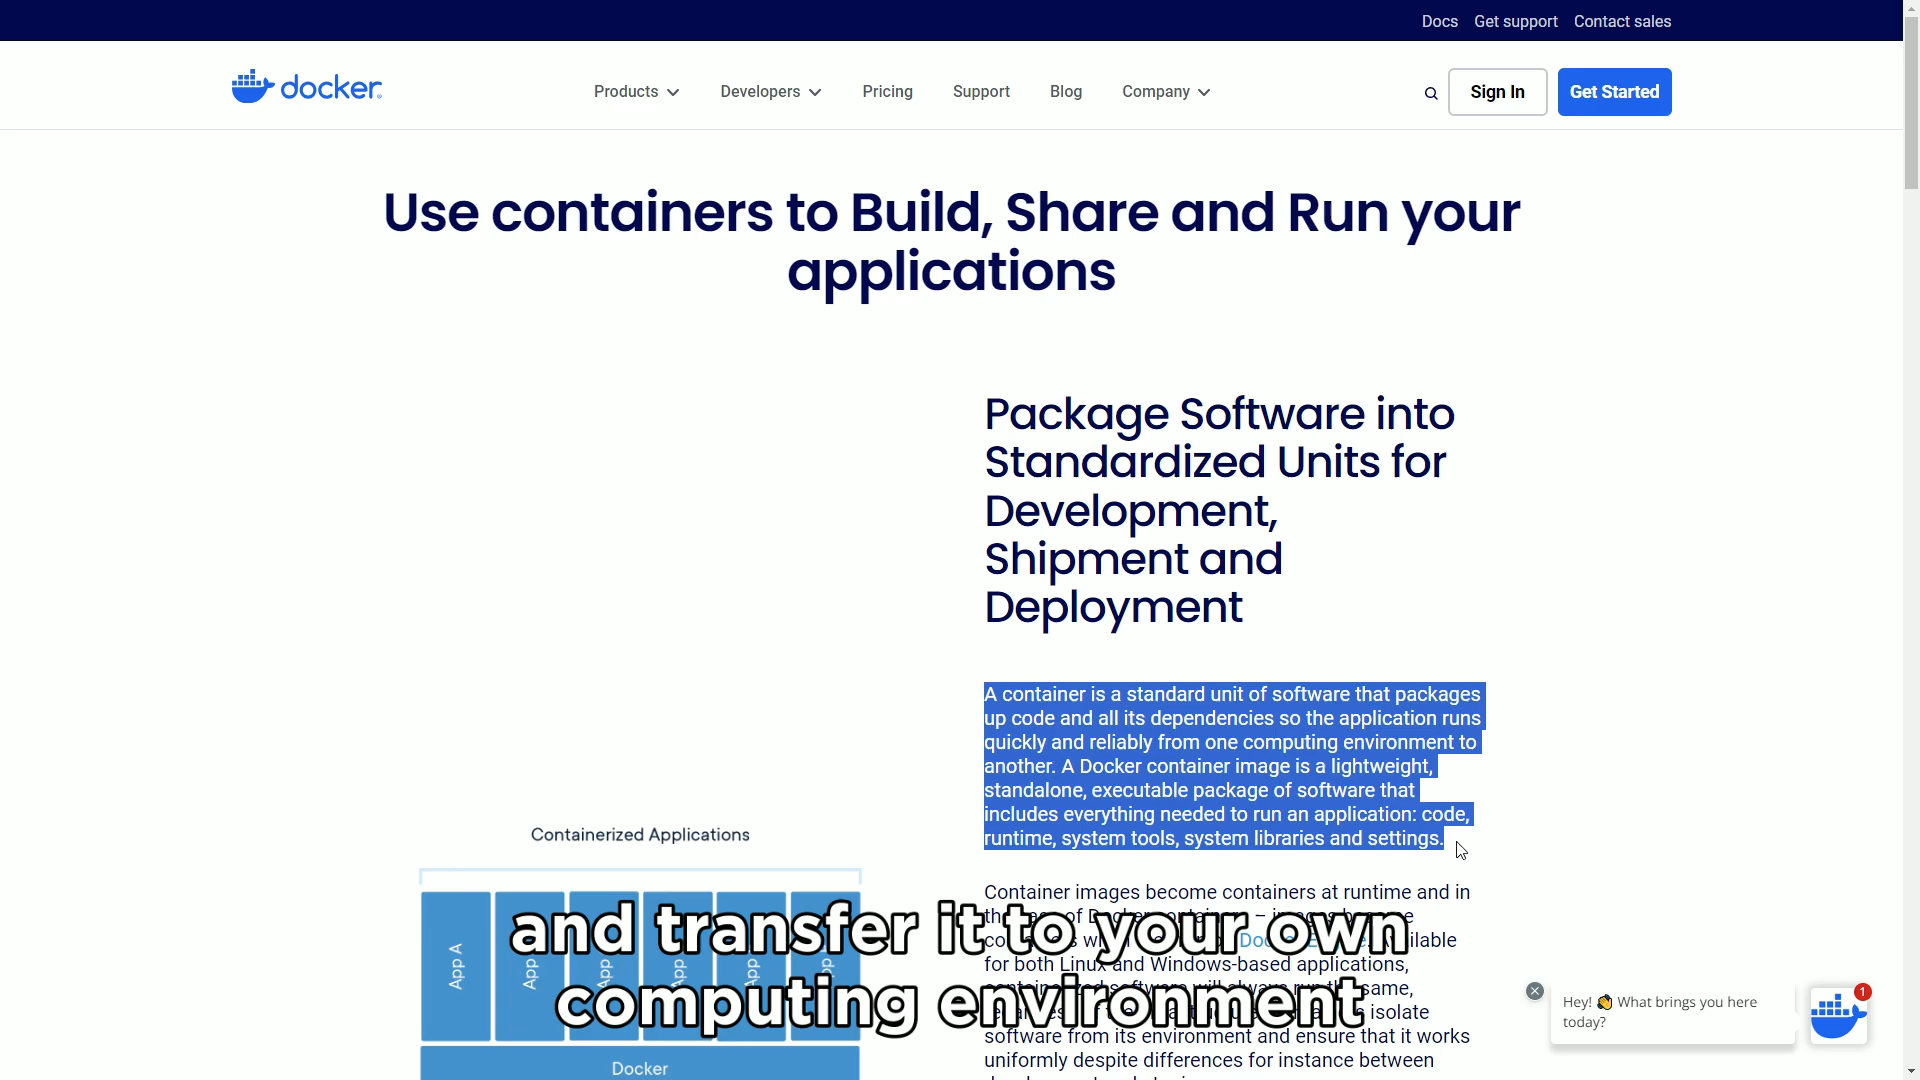 Docs Get support Contact sales
docker
Products Developers Pricing Support Blog Company Sign In Get Started
Use containers to Build, Share and Run your
applications
Package Software into
Standardized Units for
Development,
Shipment and
Deployment
A container is a standard unit of software that packages
up code and all its dependencies so the application runs
quickly and reliably from one computing environment to
another. A Docker container image is a lightweight,
standalone, executable package of software that
includes everything needed to run an application: code,
runtime, system tools, system libraries and settings.
Containerized Applications
App A
App
App
App
App
App
Docker
Container images become containers at runtime and in
for both Linux and Windows-based applications,
same,
isolate
software from its environment and ensure that it works
uniformly despite differences for instance between
and transfer it to your own
computing environment
Hey! 👋 What brings you here
today?
1